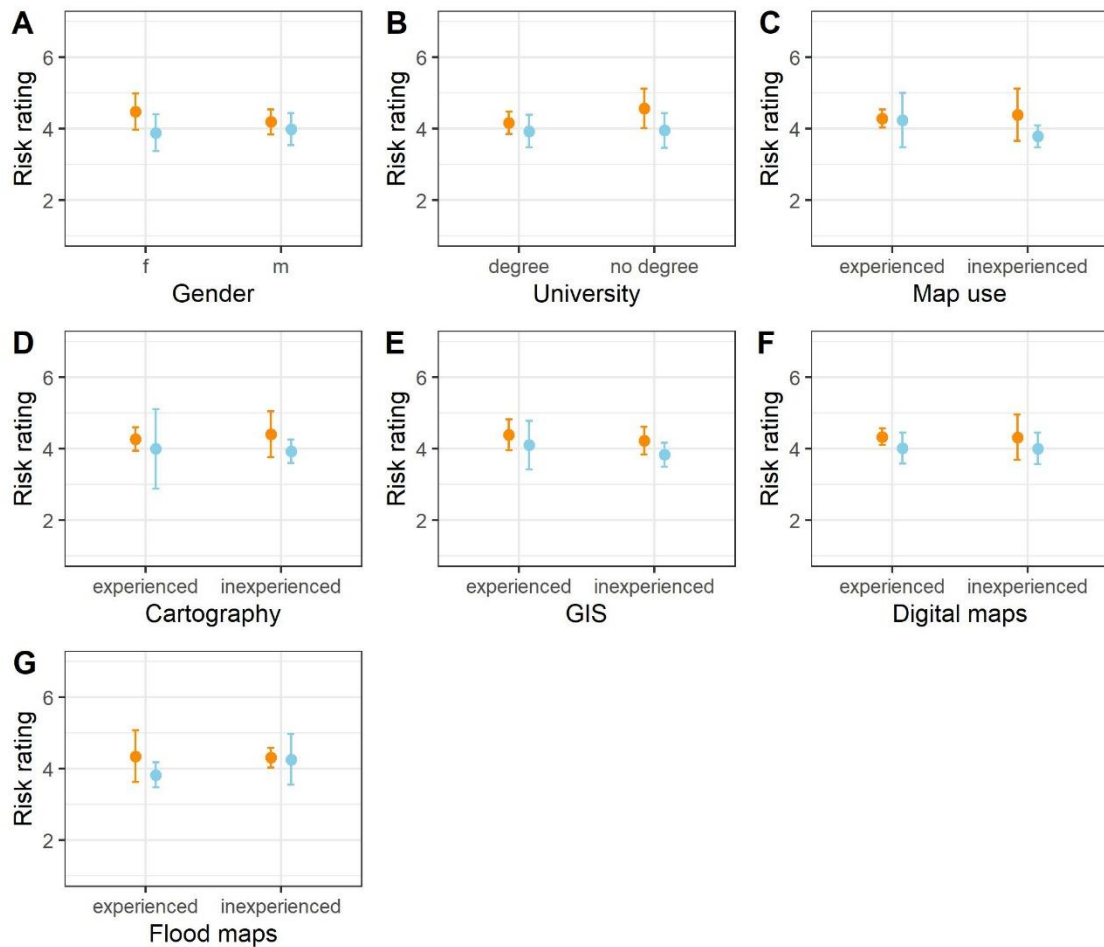 A
Risk rating
6
4
2
f m
Gender
B
Risk rating
6
4
2
degree no degree
University
C
Risk rating
6
4
2
experienced inexperienced
Map use
D
Risk rating
6
4
2
experienced inexperienced
Cartography
E
Risk rating
6
4
2
experienced inexperienced
GIS
F
Risk rating
6
4
2
experienced inexperienced
Digital maps
G
Risk rating
6
4
2
experienced inexperienced
Flood maps